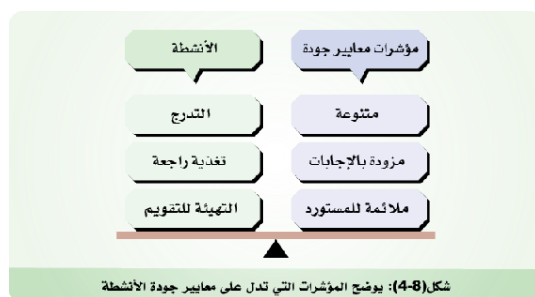 مؤشرات معايير جودة
الأنشطة
متنوعة
التدرج
مزودة بالإجابات
تغذية راجعة
ملائمة للمستورد
التهيئة للتقويم
شكل(8-4): يوضح المؤشرات التي تدل على معايير جودة الأنشطة